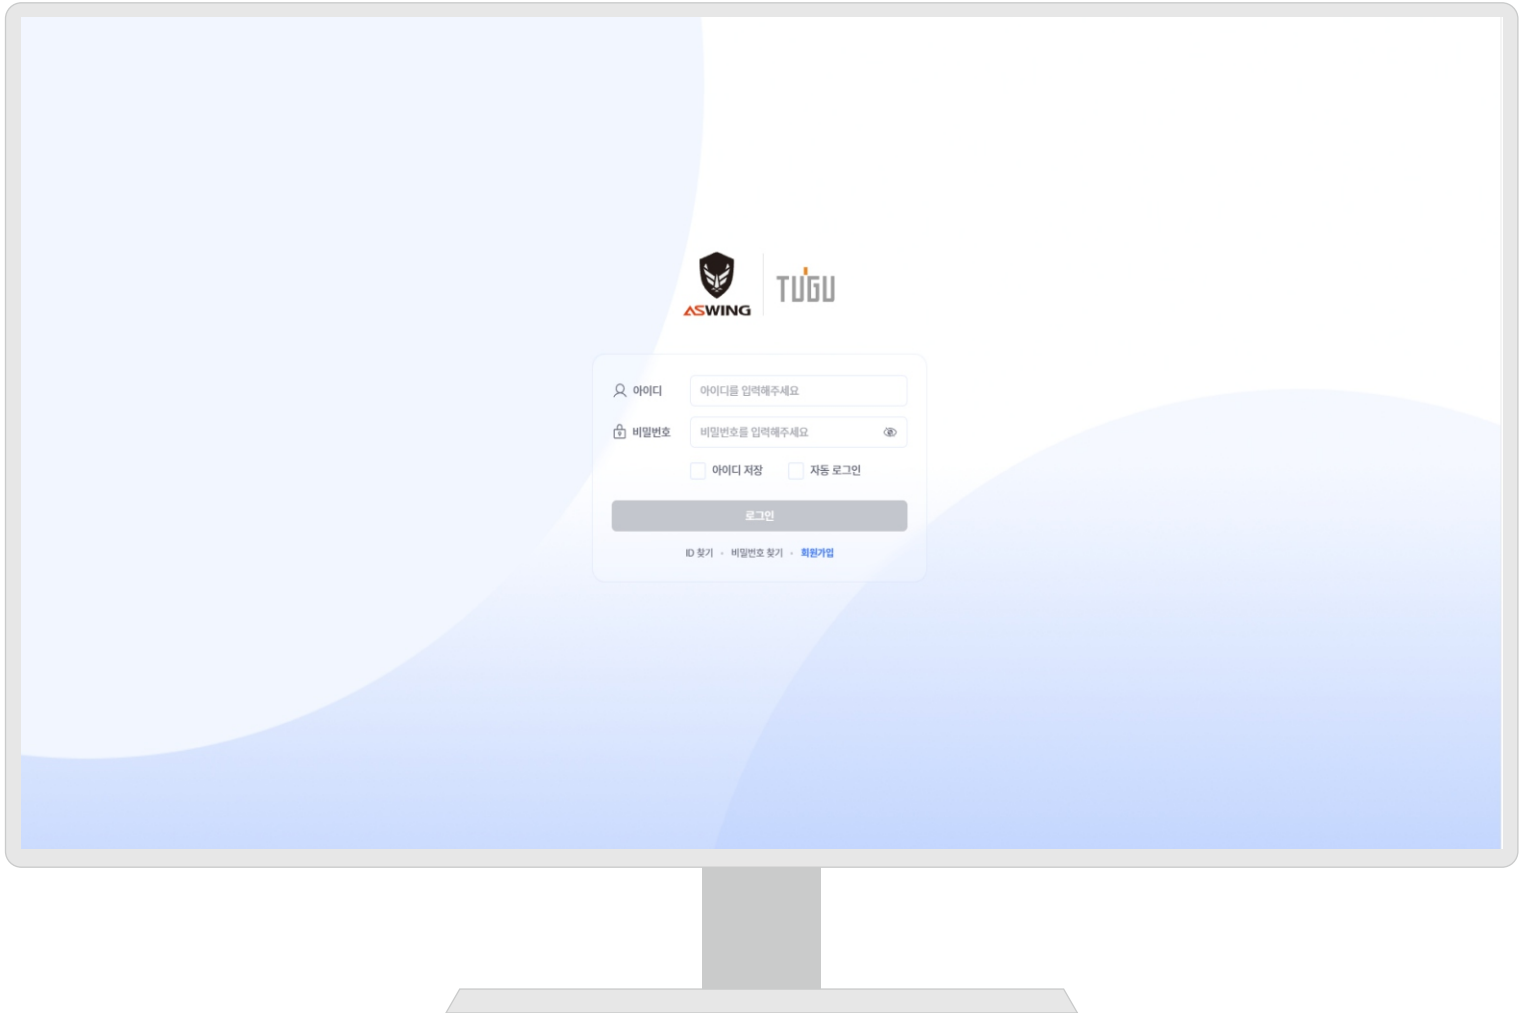 ASWING
TUGU
아이디
아이디를 입력해주세요
비밀번호
비밀번호를 입력해주세요
아이디 저장 자동 로그인
로그인
ID 찾기 • 비밀번호 찾기 • 회원가입